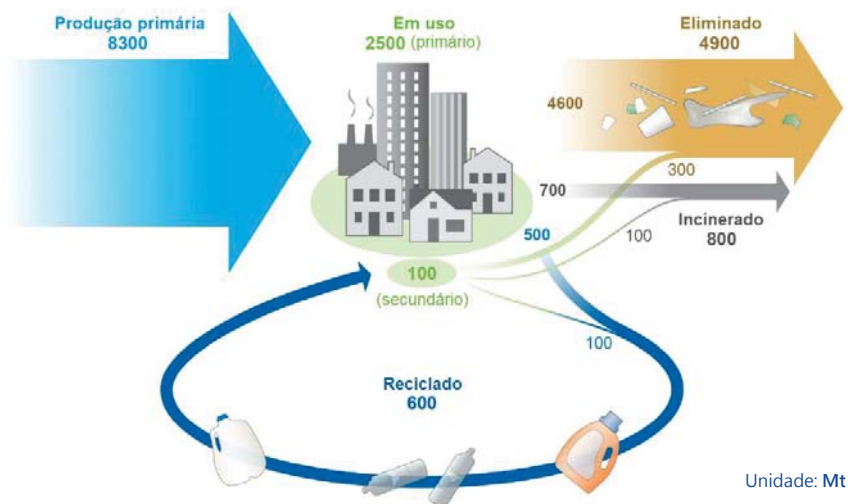 Produção primária
8300
Em uso
2500 (primário)
Eliminado
4900
4600
300
700
Incinerado
800
500
100
100
(secundário)
100
Reciclado
600
Unidade: Mt